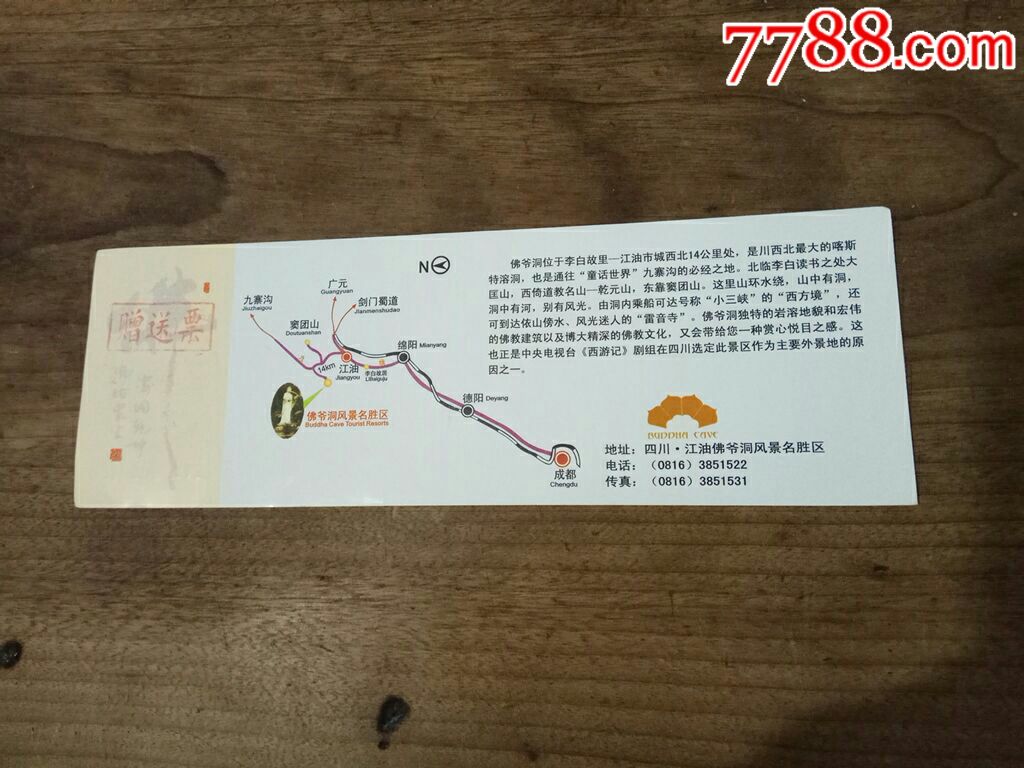 7788.com
赠送票
N
广元
Guangyuan
九寨沟
Jiuzhaigou
剑门蜀道
Jianmenshudao
窦团山
Doutuanshan
绵阳 Mianyang
14km
江油
Jiangyou
李白故居
Libaiguju
佛爷洞风景名胜区
Buddha Cave Tourist Resorts
德阳 Deyang
成都
Chengdu
佛爷洞位于李白故里—江油市城西北14公里处，是川西北最大的喀斯
特溶洞，也是通往“童话世界”九寨沟的必经之地。北临李白读书之处大
匡山，西倚道教名山—乾元山，东靠窦团山。这里山环水绕，山中有洞，
洞中有河，别有风光。由洞内乘船可达号称“小三峡”的“西方境”，还
可到达依山傍水、风光迷人的“雷音寺”。佛爷洞独特的岩溶地貌和宏伟
的佛教建筑以及博大精深的佛教文化，又会带给您一种赏心悦目之感。这
也正是中央电视台《西游记》剧组在四川选定此景区作为主要外景地的原
因之一。
BUDDHA CAVE
地址：四川·江油佛爷洞风景名胜区
电话：（0816）3851522
传真：（0816）3851531